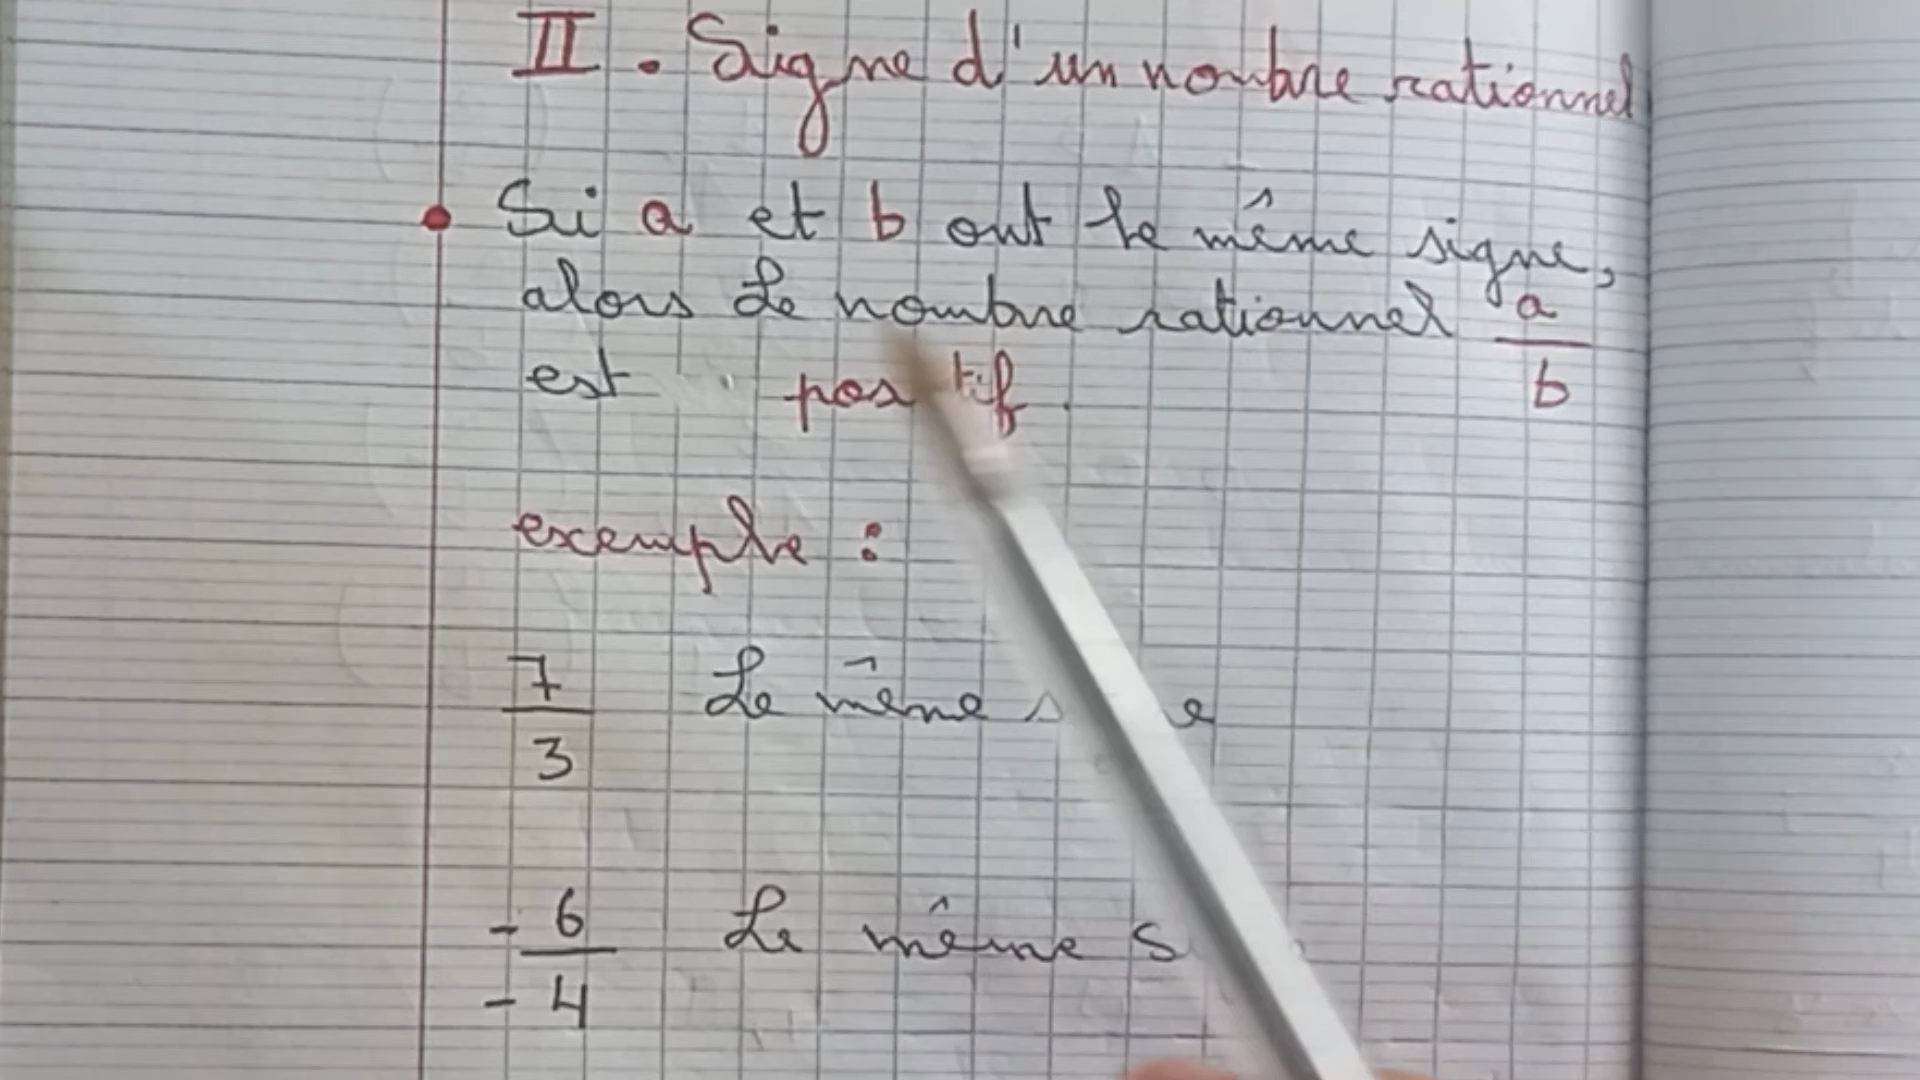 II. Signe d'un nombre rationnel
• Si a et b ont le même signe,
alors le nombre rationnel a/b
est positif.
exemple :
7/3 Le même
-6/-4 Le même